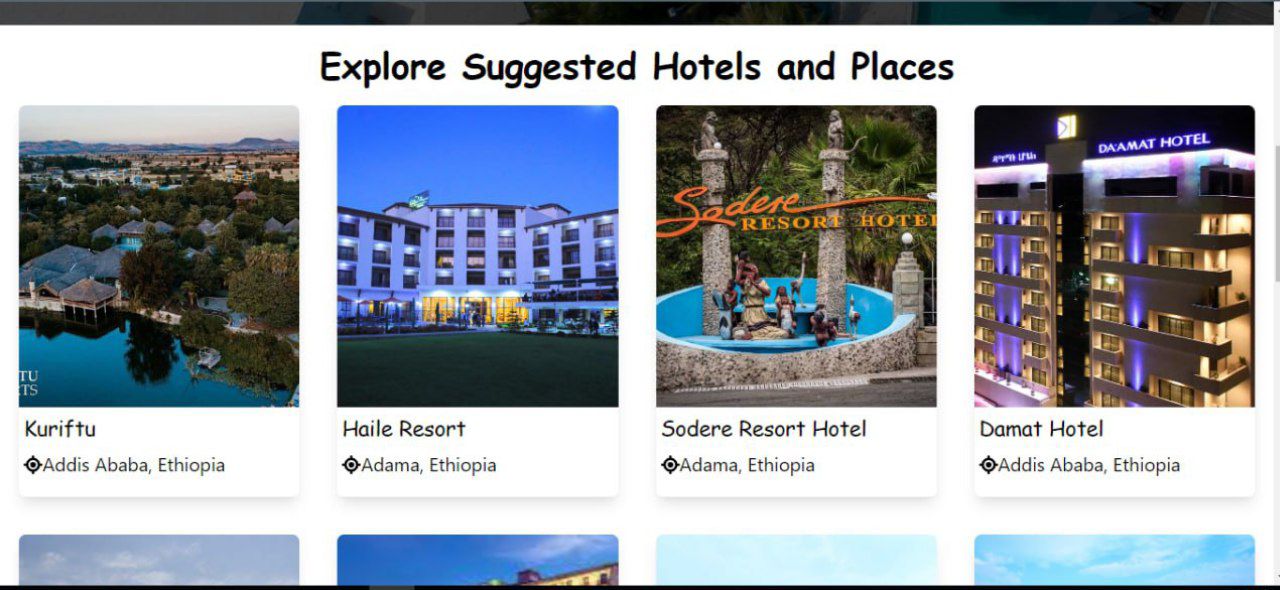 Explore Suggested Hotels and Places
TU
TS
Sodere
RESORT HOTEL
DA'AMAT HOTEL
Kuriftu
Haile Resort
Sodere Resort Hotel
Damat Hotel
Addis Ababa, Ethiopia
Adama, Ethiopia
Adama, Ethiopia
Addis Ababa, Ethiopia